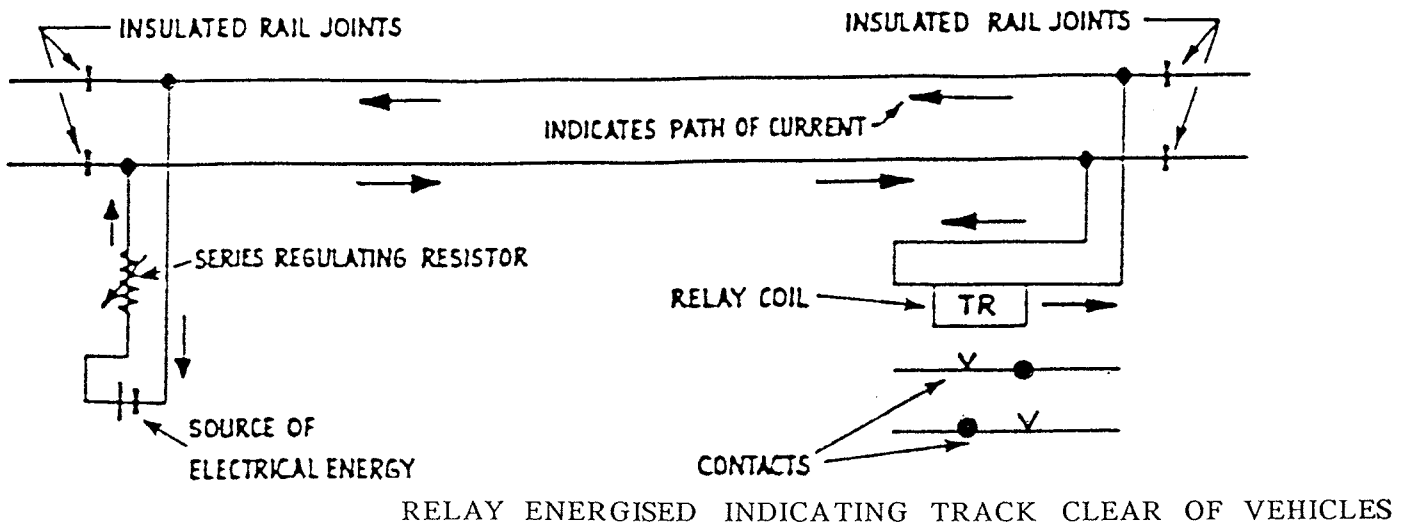 INSULATED RAIL JOINTS
INSULATED RAIL JOINTS
INDICATES PATH OF CURRENT
SERIES REGULATING RESISTOR
RELAY COIL
TR
SOURCE OF
ELECTRICAL ENERGY
CONTACTS
RELAY ENERGISED INDICATING TRACK CLEAR OF VEHICLES